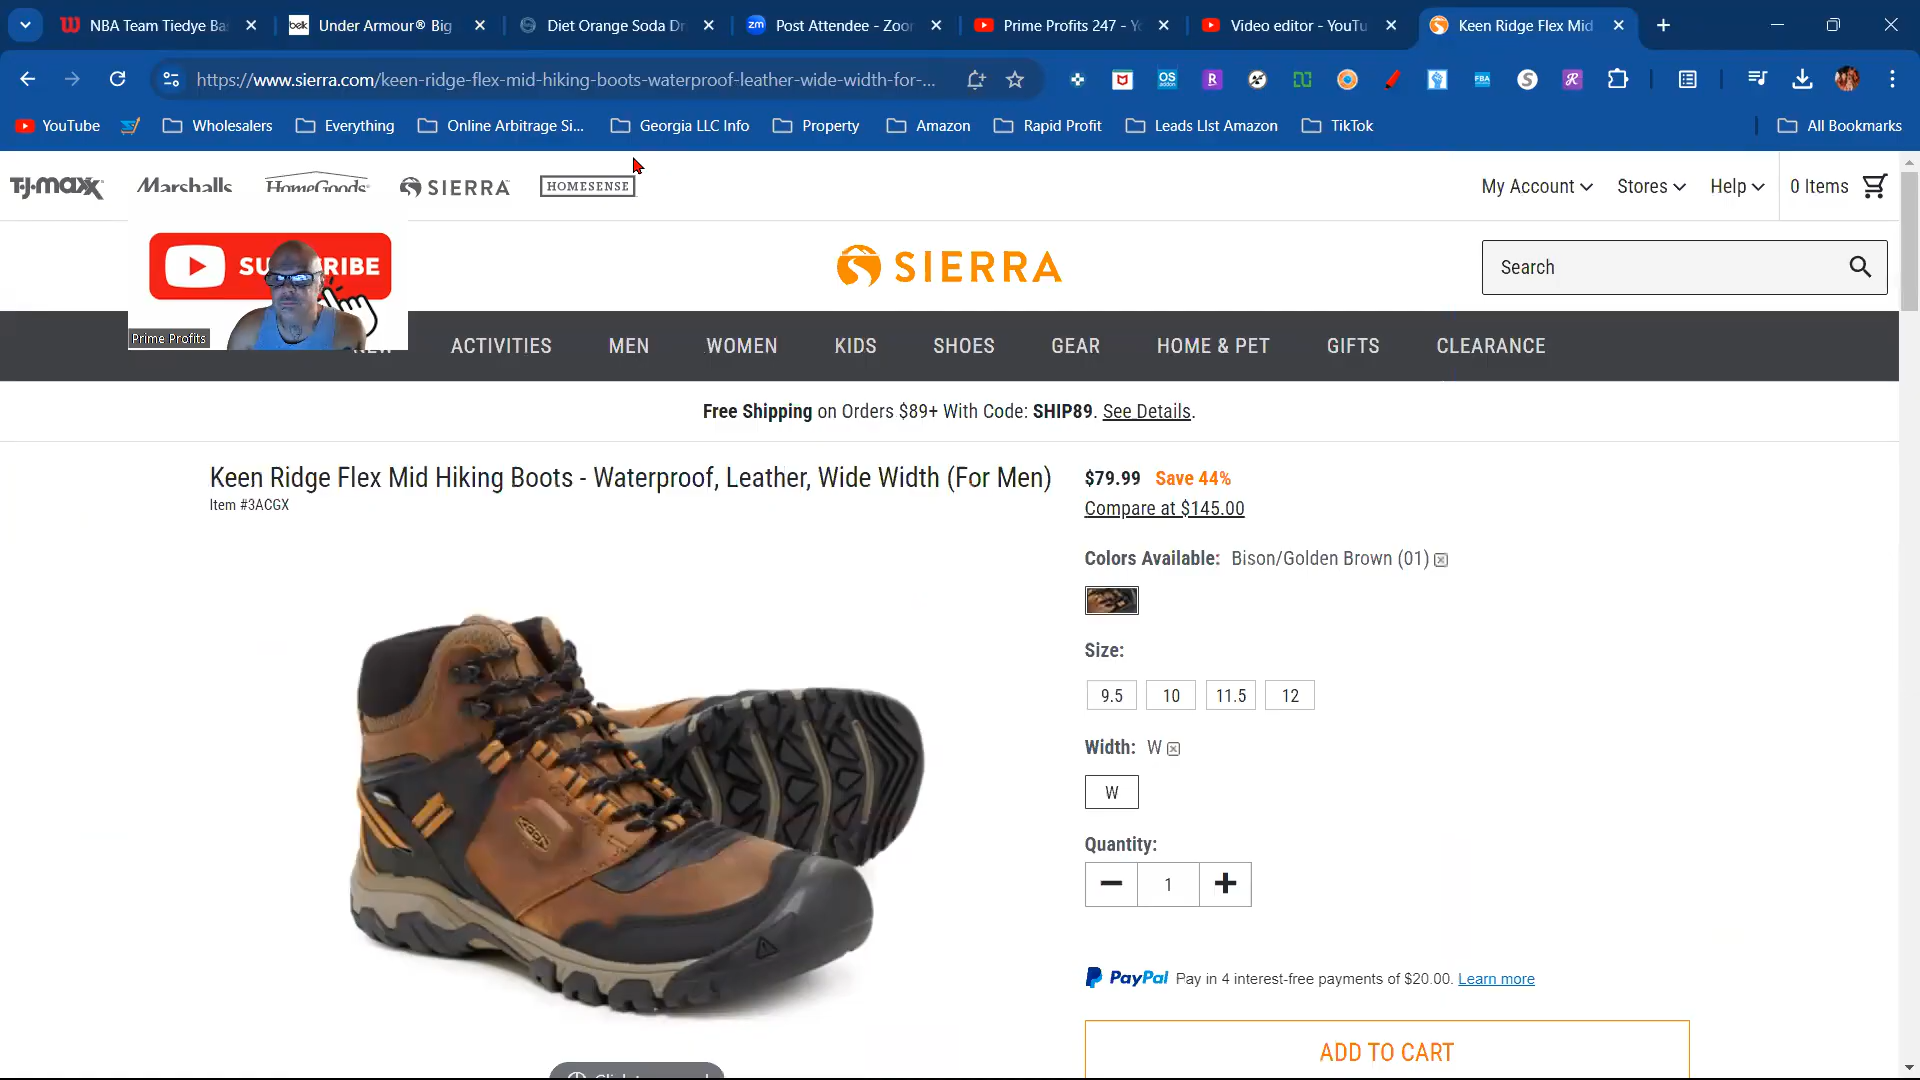 NBA Team Tiedye Ba
Under Armour® Big
Diet Orange Soda Dr
Post Attendee - Zoo
Prime Profits 247 - Y
Video editor - YouTu
Keen Ridge Flex Mid
https://www.sierra.com/keen-ridge-flex-mid-hiking-boots-waterproof-leather-wide-width-for-...
YouTube
Wholesalers
Everything
Online Arbitrage Si...
Georgia LLC Info
Property
Amazon
Rapid Profit
Leads LIst Amazon
TikTok
All Bookmarks
T·J·maxx
Marshalls
HomeGoods
SIERRA
HOMESENSE
My Account
Stores
Help
0 Items
SU RIBE
Prime Profits
SIERRA
Search
NEW
ACTIVITIES
MEN
WOMEN
KIDS
SHOES
GEAR
HOME & PET
GIFTS
CLEARANCE
Free Shipping on Orders $89+ With Code: SHIP89. See Details.
Keen Ridge Flex Mid Hiking Boots - Waterproof, Leather, Wide Width (For Men)
Item #3ACGX
$79.99 Save 44%
Compare at $145.00
Colors Available: Bison/Golden Brown (01)
Size:
9.5 10 11.5 12
Width: W
W
Quantity:
1
KEEN
PayPal Pay in 4 interest-free payments of $20.00. Learn more
ADD TO CART